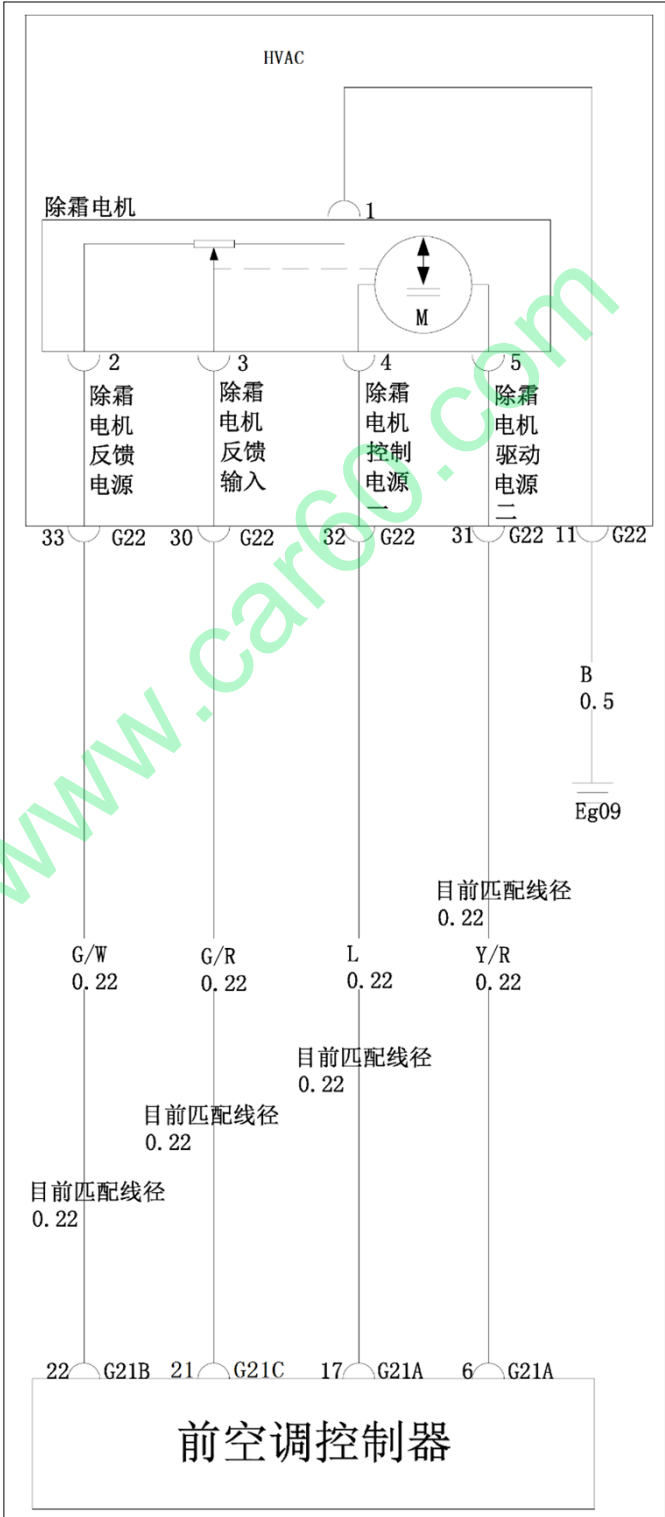 HVAC
除霜电机
1
M
2
3
4
5
除霜
电机
反馈
电源
除霜
电机
反馈
输入
除霜
电机
控制
电源
一
除霜
电机
驱动
电源
二
33 G22
30 G22
32 G22
31 G22
11 G22
B
0.5
Eg09
目前匹配线径
0.22
G/W
0.22
G/R
0.22
L
0.22
Y/R
0.22
目前匹配线径
0.22
目前匹配线径
0.22
目前匹配线径
0.22
22 G21B
21 G21C
17 G21A
6 G21A
前空调控制器
www.car60.com